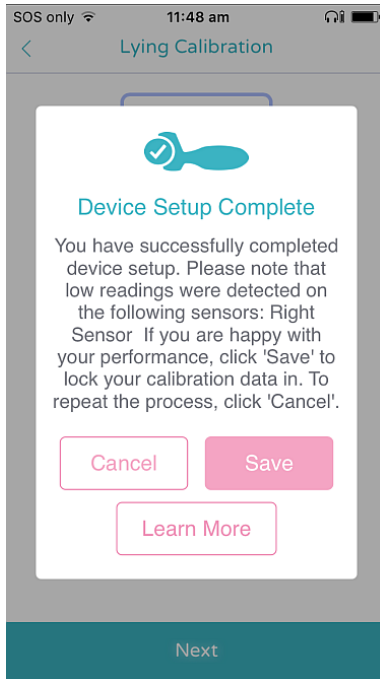 SOS only 11:48 am
Lying Calibration
Device Setup Complete
You have successfully completed
device setup. Please note that
low readings were detected on
the following sensors: Right
Sensor  If you are happy with
your performance, click 'Save' to
lock your calibration data in. To
repeat the process, click 'Cancel'.
Cancel Save
Learn More
Next